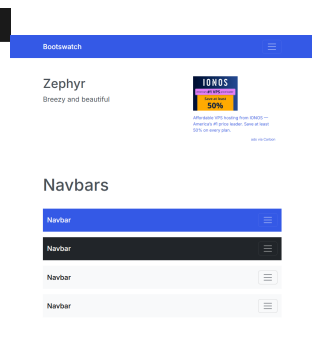 Bootswatch
Zephyr
Breezy and beautiful
IONOS
#1 VPS
Save at least
50%
Affordable VPS hosting from IONOS —
America's #1 price leader. Save at least
50% on every plan.
ads via Carbon
Navbars
Navbar
Navbar
Navbar
Navbar